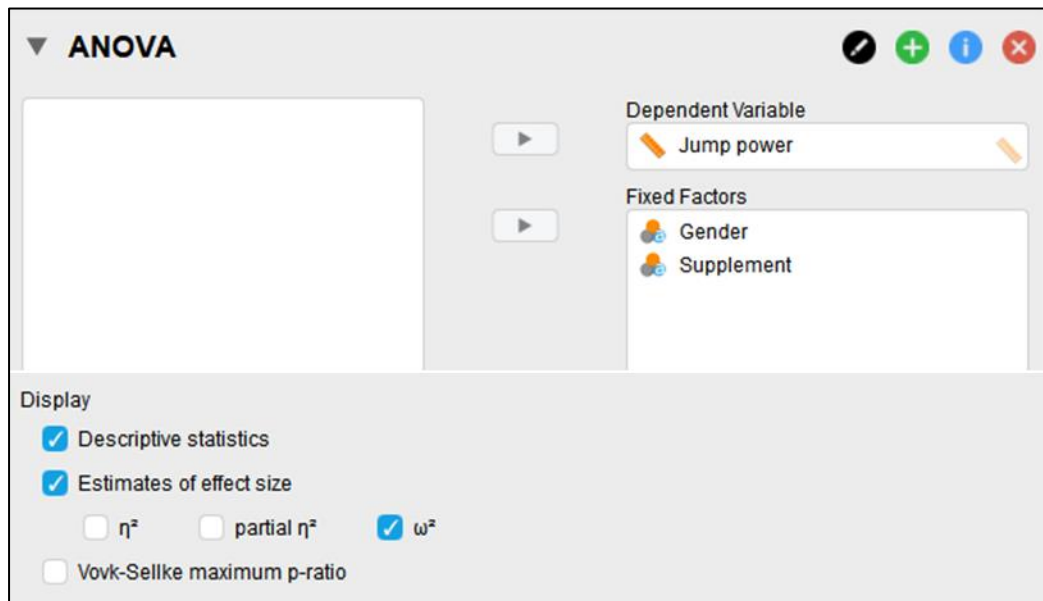 ANOVA
Dependent Variable
Jump power
Fixed Factors
Gender
Supplement
Display
Descriptive statistics
Estimates of effect size
η² partial η² ω²
Vovk-Sellke maximum p-ratio